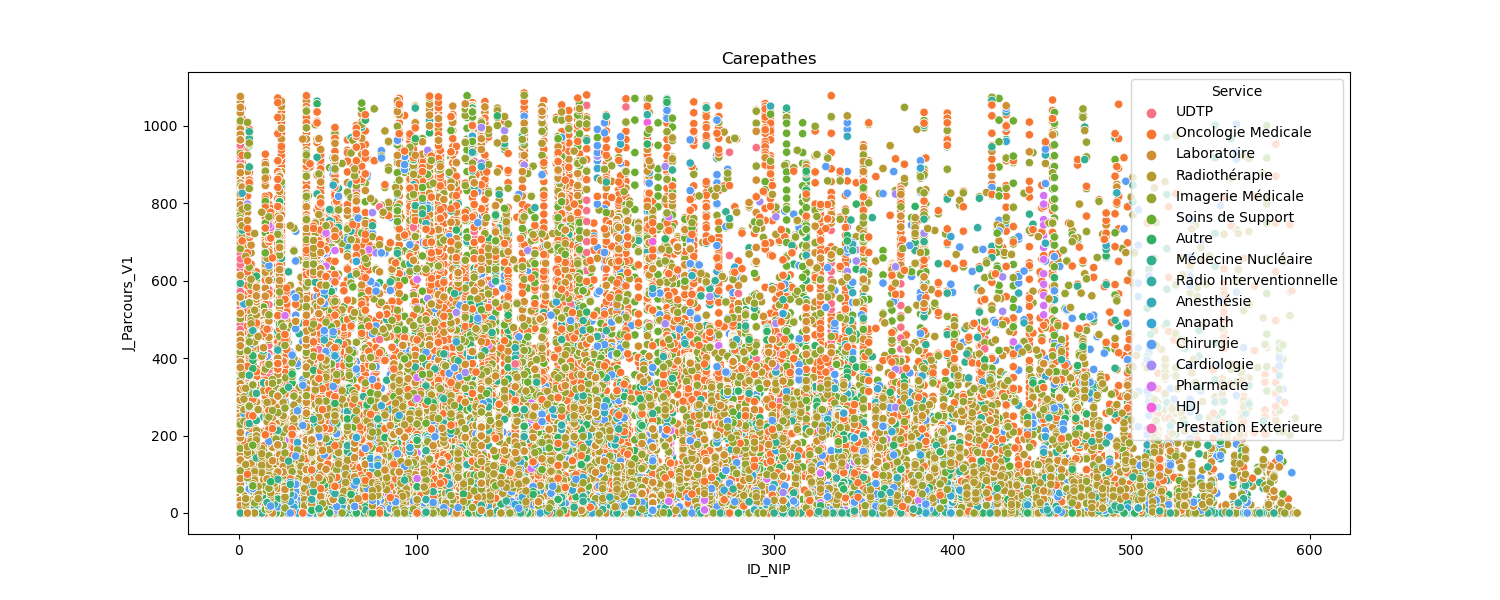 Carepathes
J_Parcours_V1
1000
800
600
400
200
0
0 100 200 300 400 500 600
ID_NIP
Service
UDTP
Oncologie Medicale
Laboratoire
Radiothérapie
Imagerie Médicale
Soins de Support
Autre
Médecine Nucléaire
Radio Interventionnelle
Anesthésie
Anapath
Chirurgie
Cardiologie
Pharmacie
HDJ
Prestation Exterieure